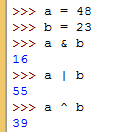 >>> a = 48
>>> b = 23
>>> a & b
16
>>> a | b
55
>>> a ^ b
39